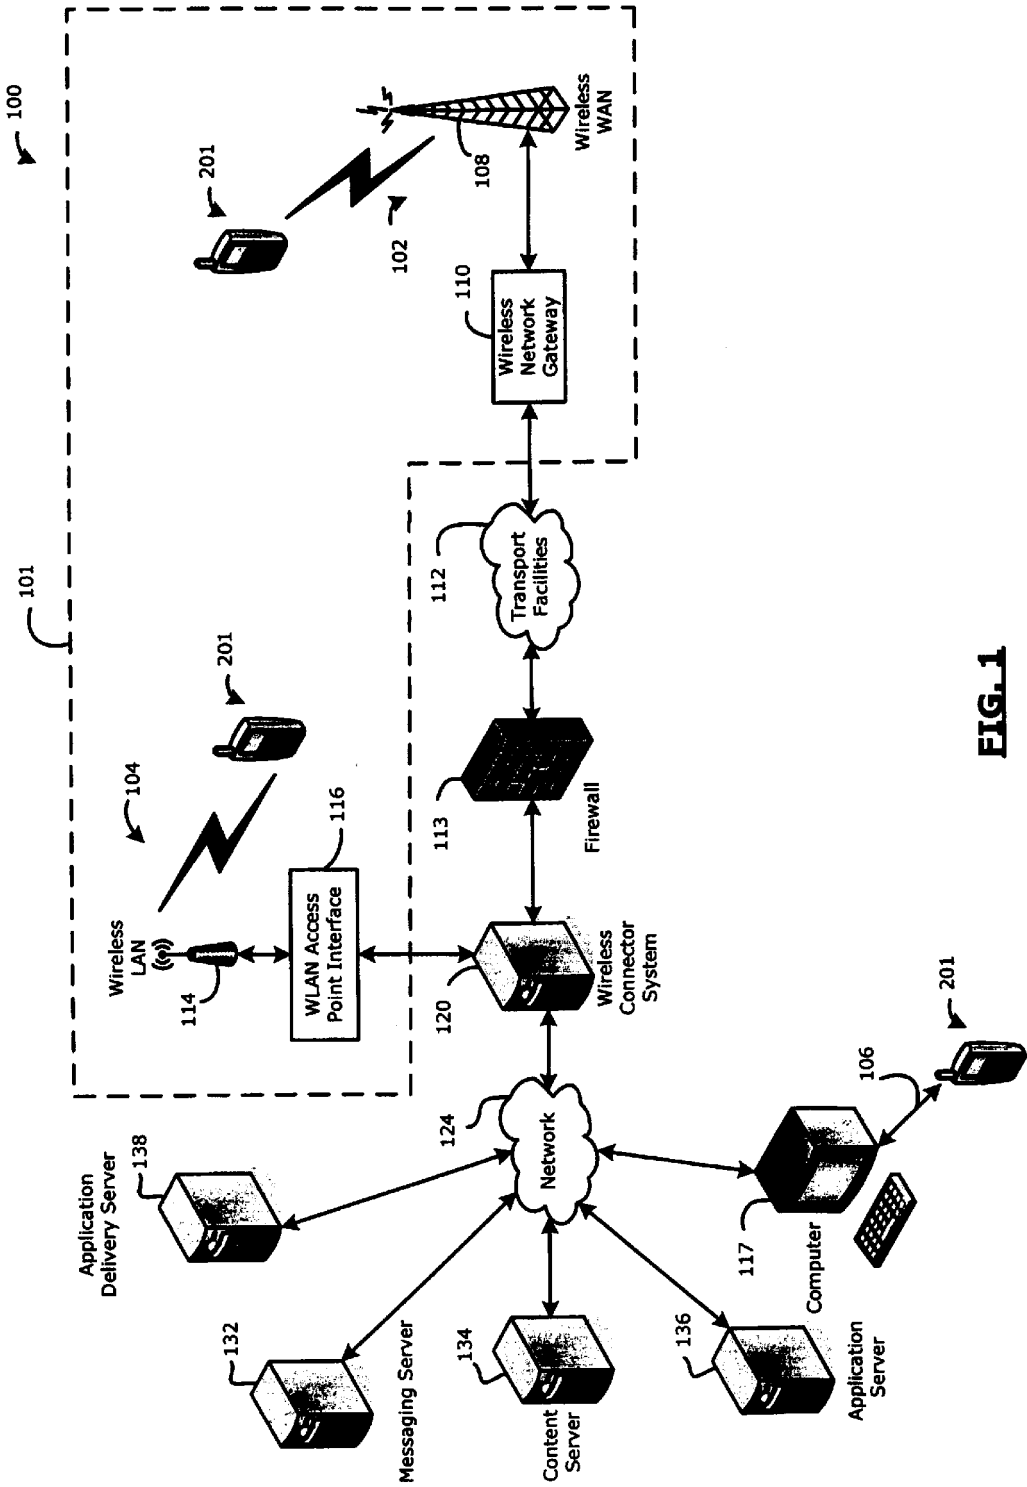 100
101
201
102
108
Wireless
WAN
110
Wireless
Network
Gateway
112
Transport
Facilities
201
104
Wireless
LAN
114
116
WLAN Access
Point Interface
113
Firewall
120
Wireless
Connector
System
124
Network
138
Application
Delivery Server
132
Messaging Server
134
Content
Server
136
Application
Server
117
Computer
106
201
FIG. 1